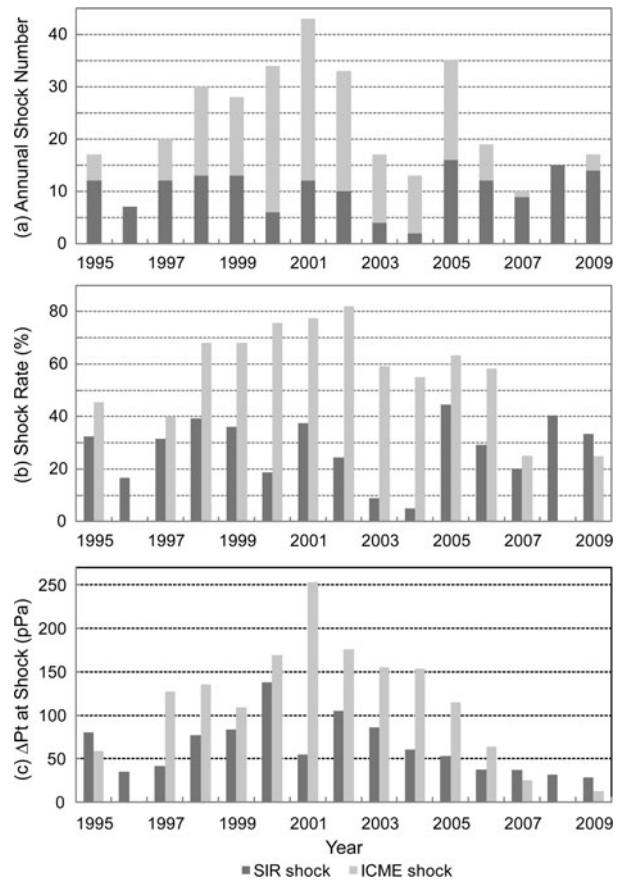 (a) Annunal Shock Number
40
30
20
10
0
1995 1997 1999 2001 2003 2005 2007 2009
(b) Shock Rate (%)
80
60
40
20
0
1995 1997 1999 2001 2003 2005 2007 2009
(c) ΔPt at Shock (pPa)
250
200
150
100
50
0
1995 1997 1999 2001 2003 2005 2007 2009
Year
SIR shock ICME shock